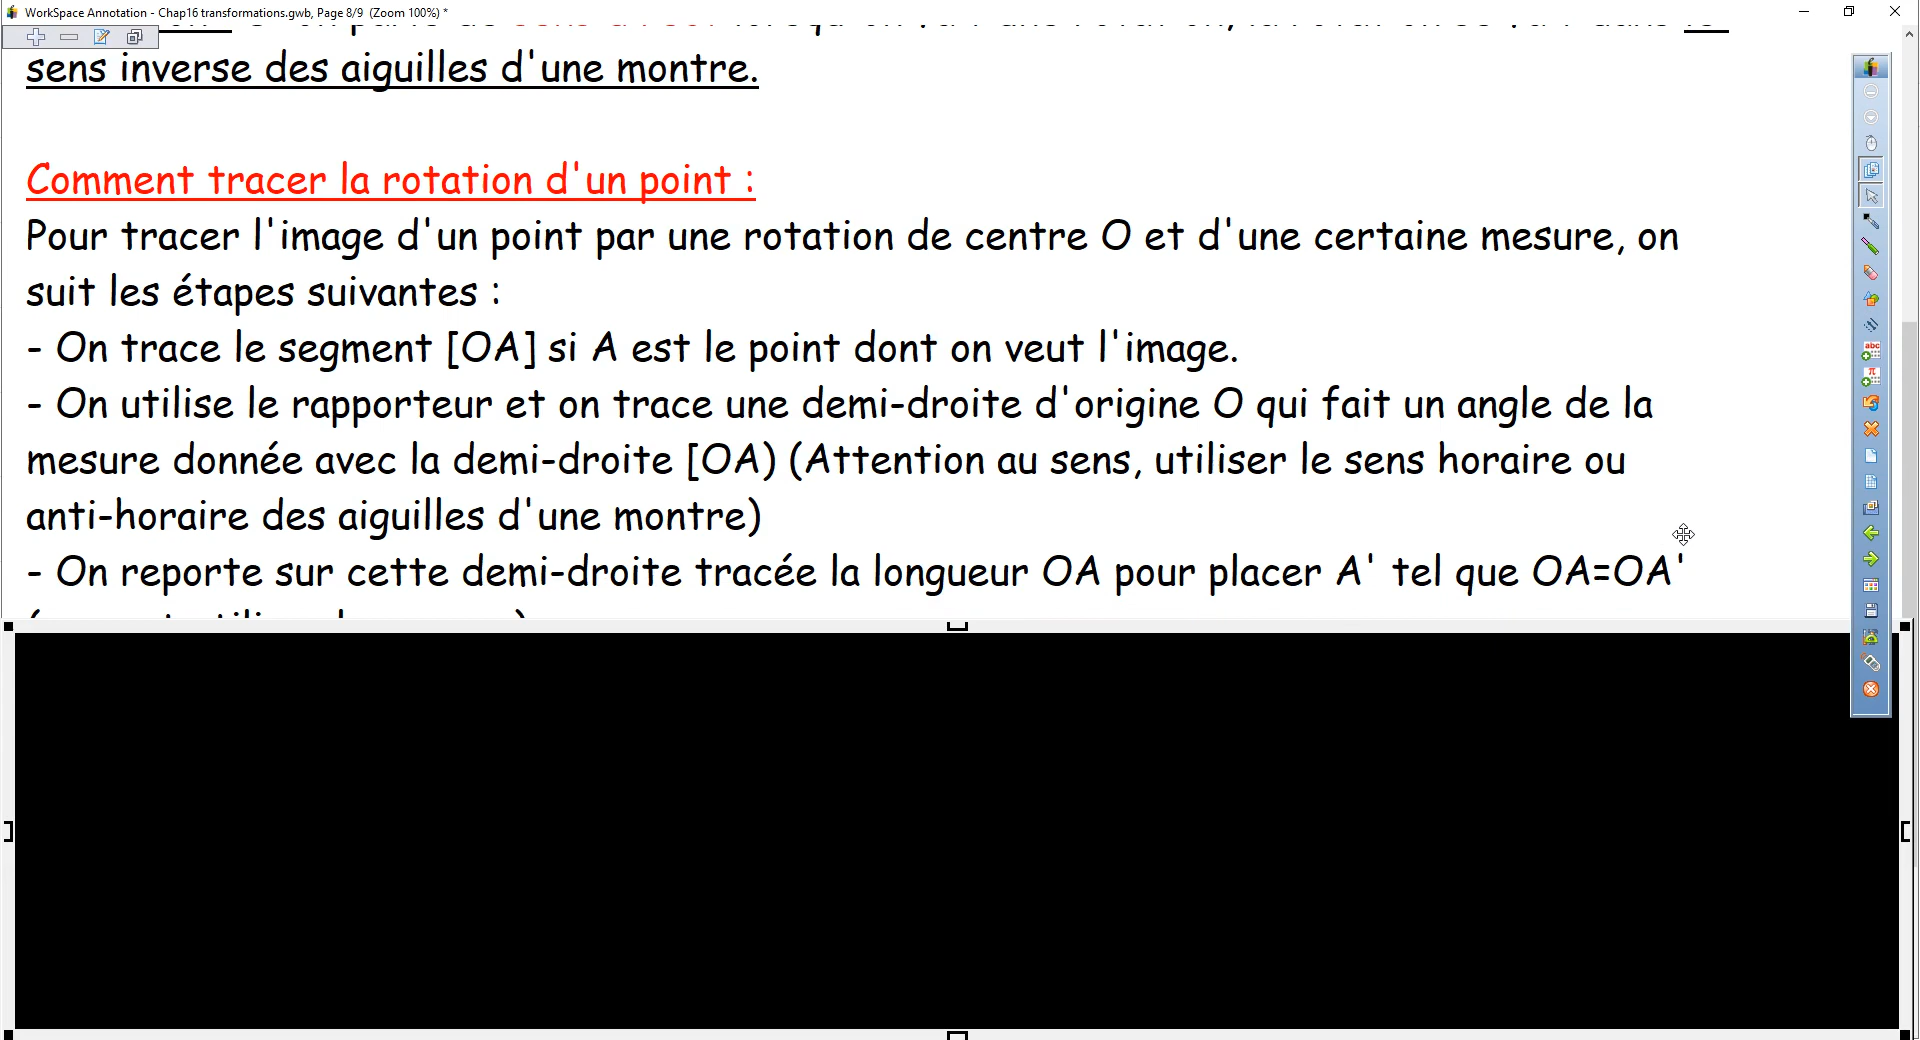 WorkSpace Annotation - Chap16 transformations.gwb, Page 8/9 (Zoom 100%) *
sens inverse des aiguilles d'une montre.
Comment tracer la rotation d'un point :
Pour tracer l'image d'un point par une rotation de centre O et d'une certaine mesure, on
suit les étapes suivantes :
- On trace le segment [OA] si A est le point dont on veut l'image.
- On utilise le rapporteur et on trace une demi-droite d'origine O qui fait un angle de la
mesure donnée avec la demi-droite [OA) (Attention au sens, utiliser le sens horaire ou
anti-horaire des aiguilles d'une montre)
- On reporte sur cette demi-droite tracée la longueur OA pour placer A' tel que OA=OA'
abc
π